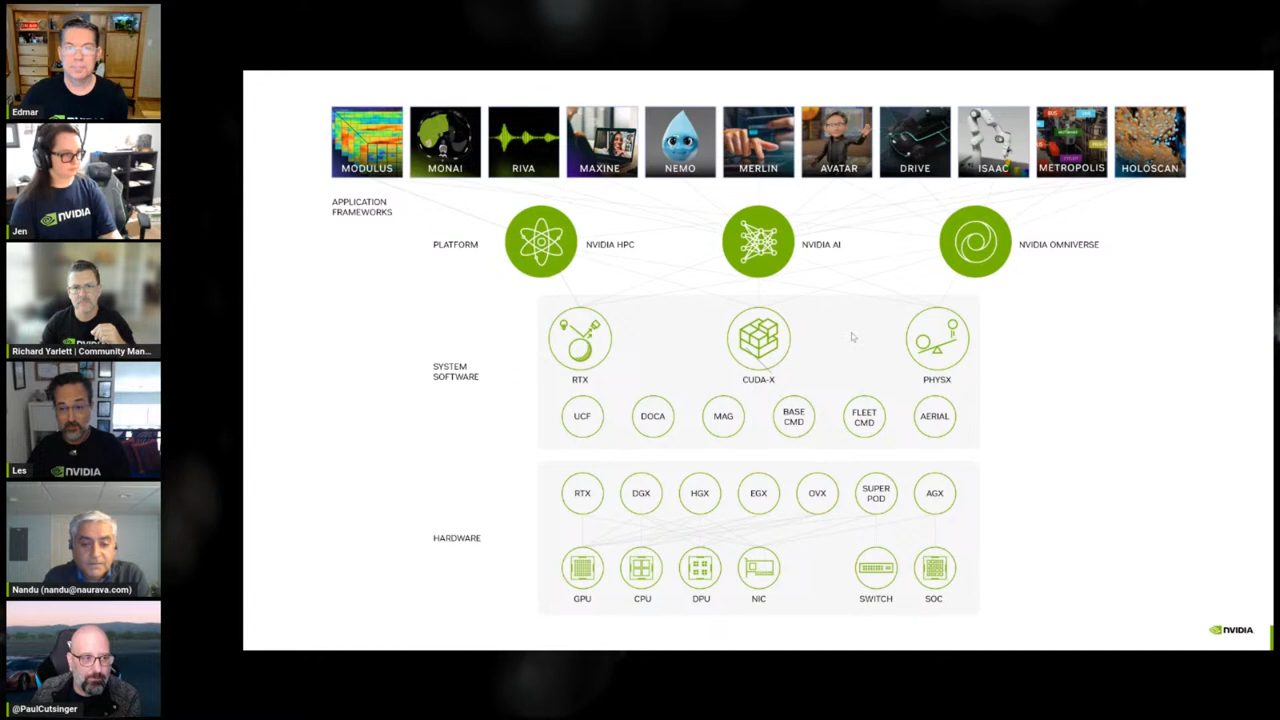 Edmar
NVIDIA
Jen
Richard Yarlett | Community Man...
NVIDIA
Les
Nandu (nandu@naurava.com)
@PaulCutsinger
MODULUS
MONAI
RIVA
MAXINE
NEMO
MERLIN
AVATAR
DRIVE
ISAAC
BUS
METROPOLIS
HOLOSCAN
APPLICATION
FRAMEWORKS
PLATFORM
NVIDIA HPC
NVIDIA AI
NVIDIA OMNIVERSE
SYSTEM
SOFTWARE
RTX
CUDA-X
PHYSX
UCF
DOCA
MAG
BASE
CMD
FLEET
CMD
AERIAL
HARDWARE
RTX
DGX
HGX
EGX
OVX
SUPER
POD
AGX
GPU
CPU
DPU
NIC
SWITCH
SOC
NVIDIA